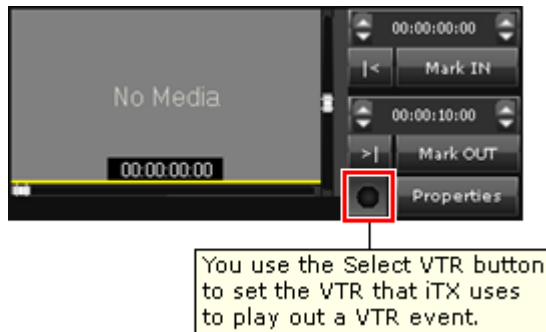 00:00:00:00
|< Mark IN
No Media
00:00:10:00
>| Mark OUT
00:00:00:00
Properties
You use the Select VTR button
to set the VTR that iTX uses
to play out a VTR event.